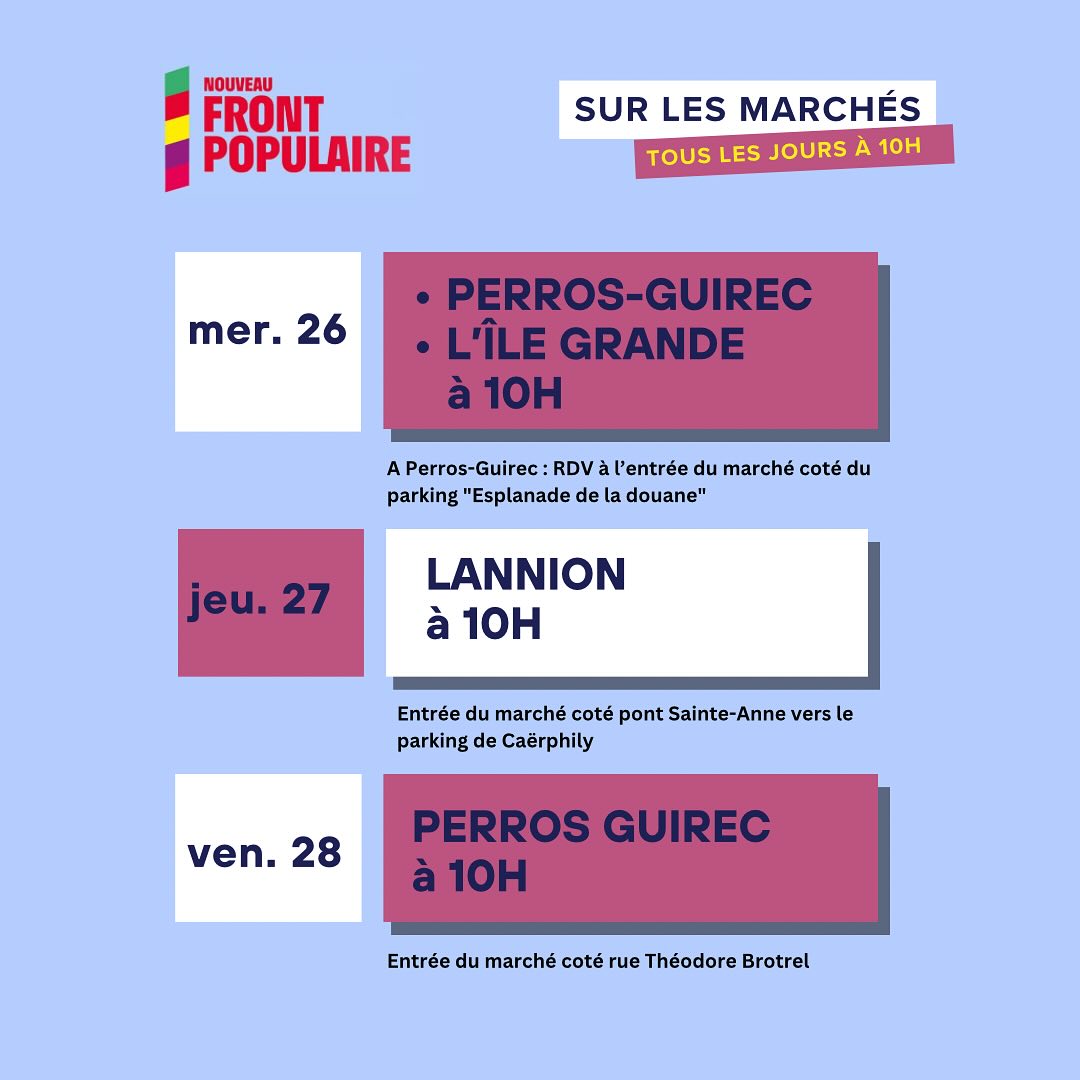 NOUVEAU
FRONT
POPULAIRE
SUR LES MARCHÉS
TOUS LES JOURS À 10H
mer. 26
• PERROS-GUIREC
• L'ÎLE GRANDE
à 10H
A Perros-Guirec : RDV à l'entrée du marché coté du
parking "Esplanade de la douane"
jeu. 27
LANNION
à 10H
Entrée du marché coté pont Sainte-Anne vers le
parking de Caërphily
ven. 28
PERROS GUIREC
à 10H
Entrée du marché coté rue Théodore Brotrel